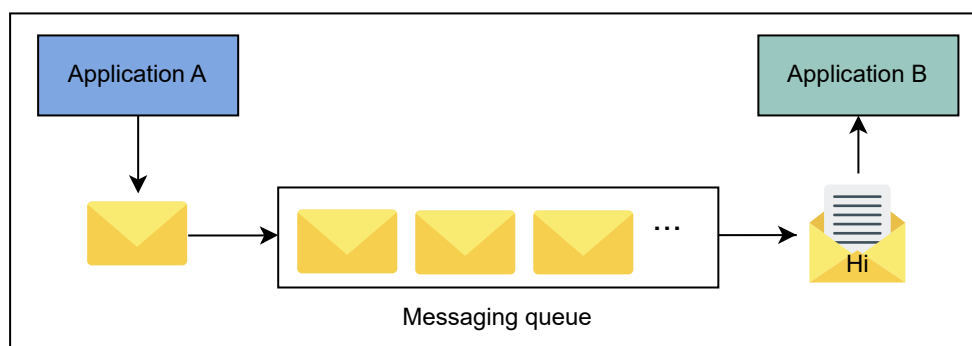 Application A
Application B
...
Hi
Messaging queue